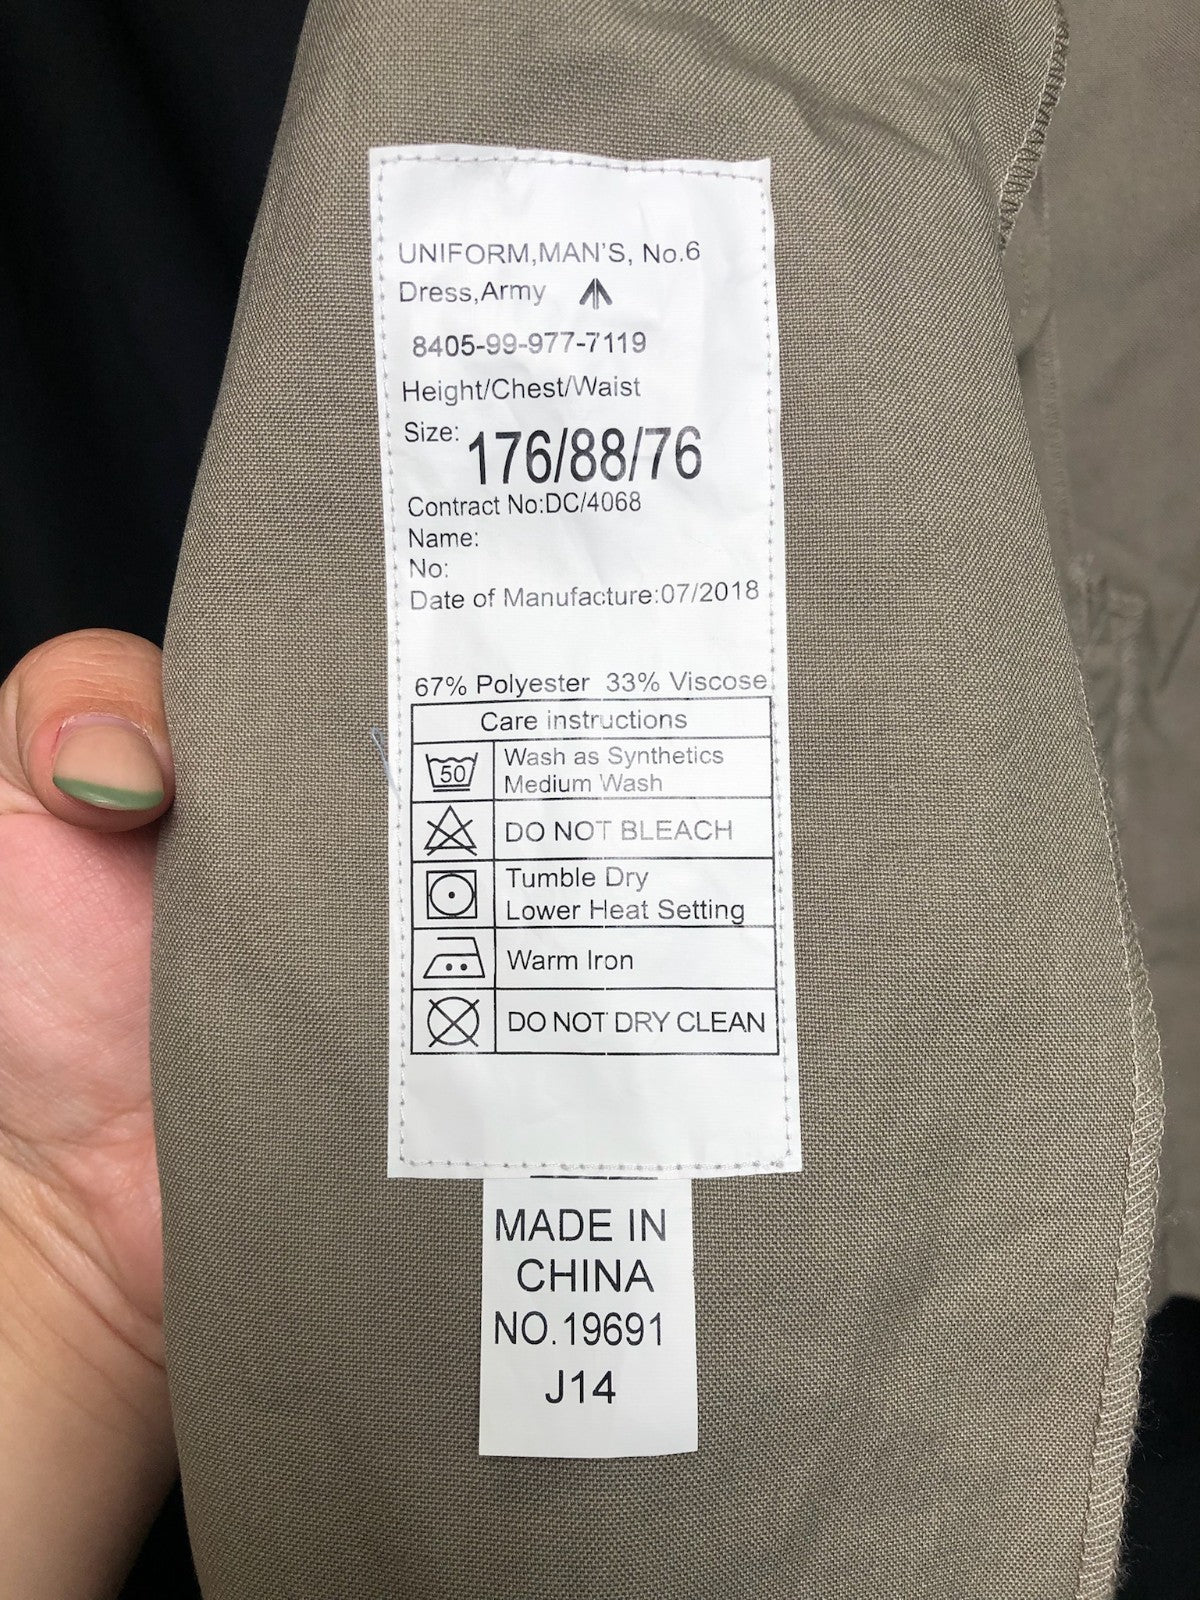 UNIFORM,MAN'S, No.6
Dress,Army
8405-99-977-7119
Height/Chest/Waist
Size: 176/88/76
Contract No:DC/4068
Name:
No:
Date of Manufacture:07/2018
67% Polyester 33% Viscose
Care instructions
50 Wash as Synthetics
Medium Wash
DO NOT BLEACH
Tumble Dry
Lower Heat Setting
Warm Iron
DO NOT DRY CLEAN
MADE IN
CHINA
NO.19691
J14